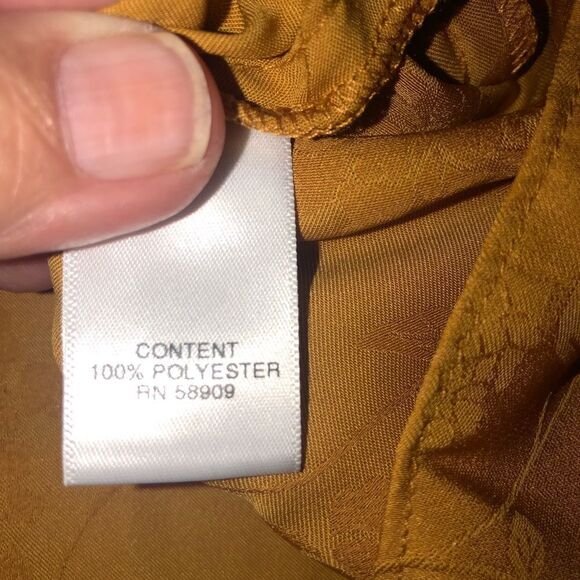 CONTENT
100% POLYESTER
RN 58909